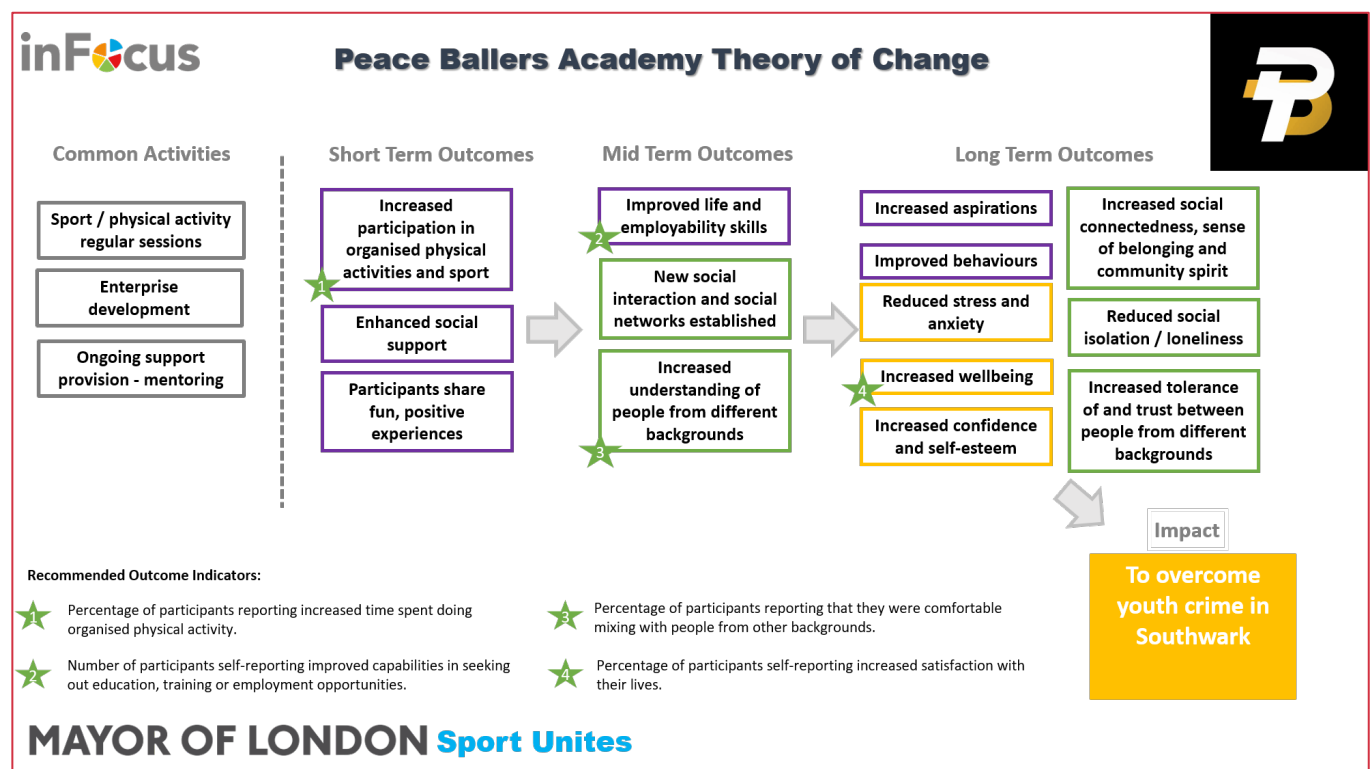 inFocus
Peace Ballers Academy Theory of Change
Common Activities
Sport / physical activity
regular sessions
Enterprise
development
Ongoing support
provision - mentoring
Short Term Outcomes
Increased
participation in
organised physical
activities and sport
1
Enhanced social
support
Participants share
fun, positive
experiences
Mid Term Outcomes
Improved life and
employability skills
2
New social
interaction and social
networks established
Increased
understanding of
people from different
backgrounds
3
Long Term Outcomes
Increased aspirations
Improved behaviours
Reduced stress and
anxiety
Increased wellbeing
4
Increased confidence
and self-esteem
Increased social
connectedness, sense
of belonging and
community spirit
Reduced social
isolation / loneliness
Increased tolerance
of and trust between
people from different
backgrounds
Impact
To overcome
youth crime in
Southwark
Recommended Outcome Indicators:
1
Percentage of participants reporting increased time spent doing
organised physical activity.
2
Number of participants self-reporting improved capabilities in seeking
out education, training or employment opportunities.
3
Percentage of participants reporting that they were comfortable
mixing with people from other backgrounds.
4
Percentage of participants self-reporting increased satisfaction with
their lives.
MAYOR OF LONDON Sport Unites